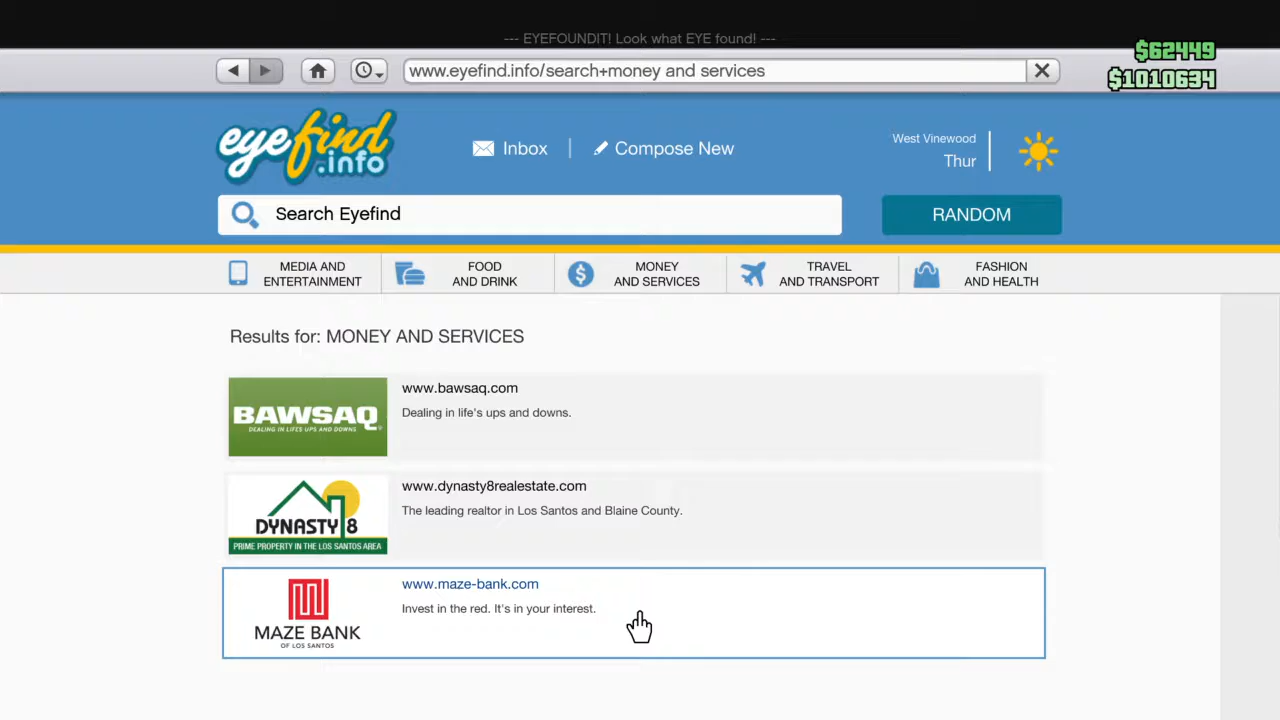 --- EYEFOUNDIT! Look what EYE found! ---
$62449
$1010634
www.eyefind.info/search+money and services
eyefind.info
Inbox | Compose New
West Vinewood
Thur
Search Eyefind
RANDOM
MEDIA AND ENTERTAINMENT
FOOD AND DRINK
MONEY AND SERVICES
TRAVEL AND TRANSPORT
FASHION AND HEALTH
Results for: MONEY AND SERVICES
BAWSAQ
DEALING IN LIFE'S UPS AND DOWNS
www.bawsaq.com
Dealing in life's ups and downs.
DYNASTY 8
PRIME PROPERTY IN THE LOS SANTOS AREA
www.dynasty8realestate.com
The leading realtor in Los Santos and Blaine County.
MAZE BANK
OF LOS SANTOS
www.maze-bank.com
Invest in the red. It's in your interest.